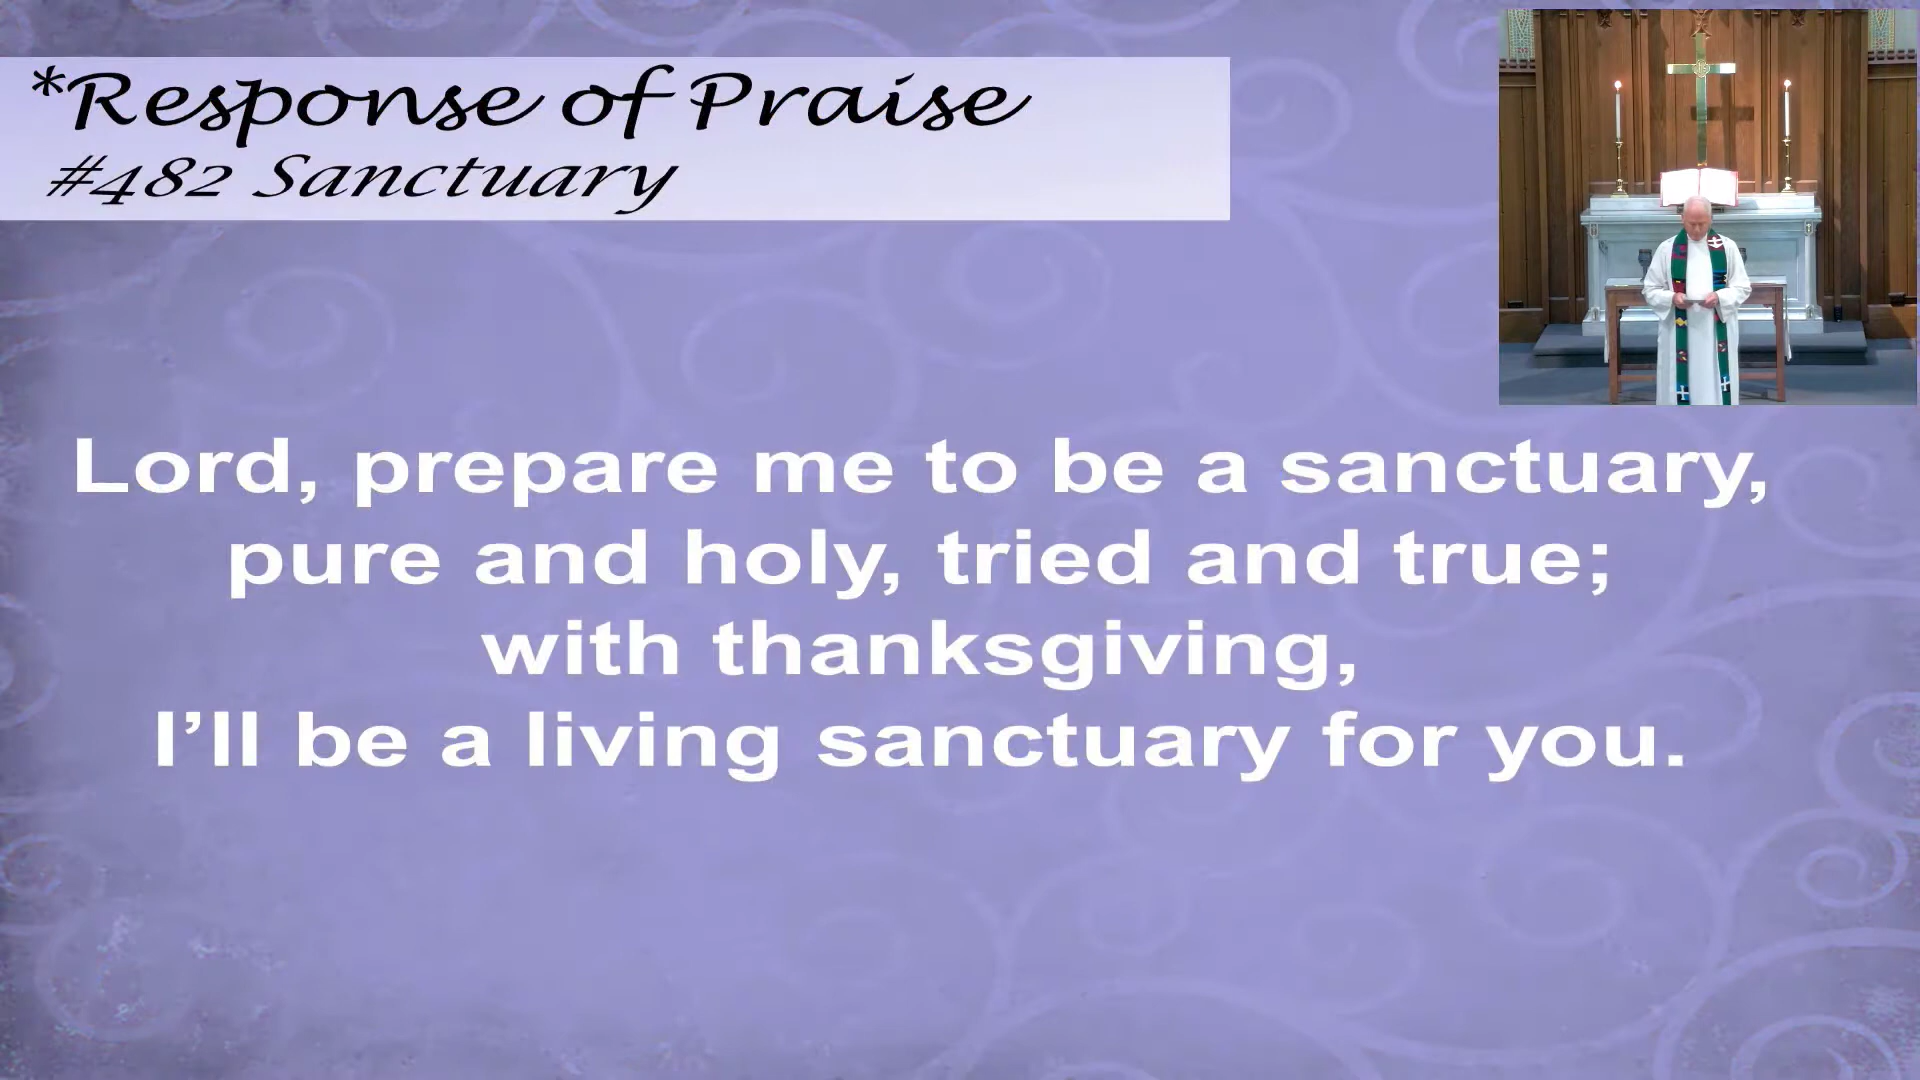 *Response of Praise
#482 Sanctuary
Lord, prepare me to be a sanctuary,
pure and holy, tried and true;
with thanksgiving,
I’ll be a living sanctuary for you.